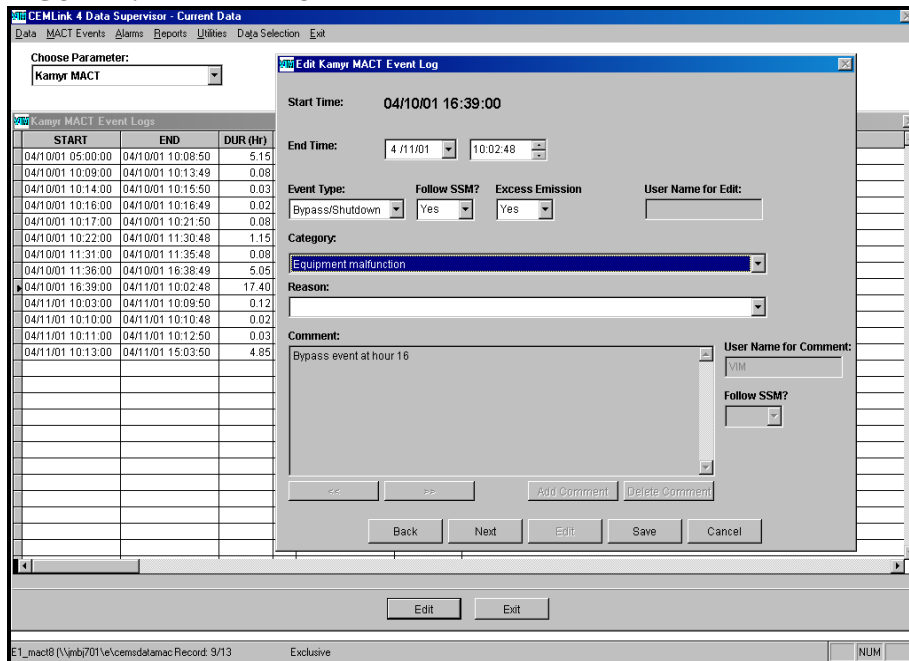 CEMLink 4 Data Supervisor - Current Data
Data MACT Events Alarms Reports Utilities Data Selection Exit
Choose Parameter:
Kamyr MACT
Kamyr MACT Event Logs
START END DUR (Hr)
04/10/01 05:00:00 04/10/01 10:08:50 5.15
04/10/01 10:09:00 04/10/01 10:13:49 0.08
04/10/01 10:14:00 04/10/01 10:15:50 0.03
04/10/01 10:16:00 04/10/01 10:16:49 0.02
04/10/01 10:17:00 04/10/01 10:21:50 0.08
04/10/01 10:22:00 04/10/01 11:30:48 1.15
04/10/01 11:31:00 04/10/01 11:35:48 0.08
04/10/01 11:36:00 04/10/01 16:38:49 5.05
04/10/01 16:39:00 04/11/01 10:02:48 17.40
04/11/01 10:03:00 04/11/01 10:09:50 0.12
04/11/01 10:10:00 04/11/01 10:10:48 0.02
04/11/01 10:11:00 04/11/01 10:12:50 0.03
04/11/01 10:13:00 04/11/01 15:03:50 4.85
Edit Kamyr MACT Event Log
Start Time: 04/10/01 16:39:00
End Time: 4 /11/01 10:02:48
Event Type: Follow SSM? Excess Emission User Name for Edit:
Bypass/Shutdown Yes Yes
Category:
Equipment malfunction
Reason:
Comment:
Bypass event at hour 16
User Name for Comment:
VIM
Follow SSM?
<< >> Add Comment Delete Comment
Back Next Edit Save Cancel
Edit Exit
E1_mact8 (\\jmbj701\e\cemsdatamac Record: 9/13 Exclusive NUM